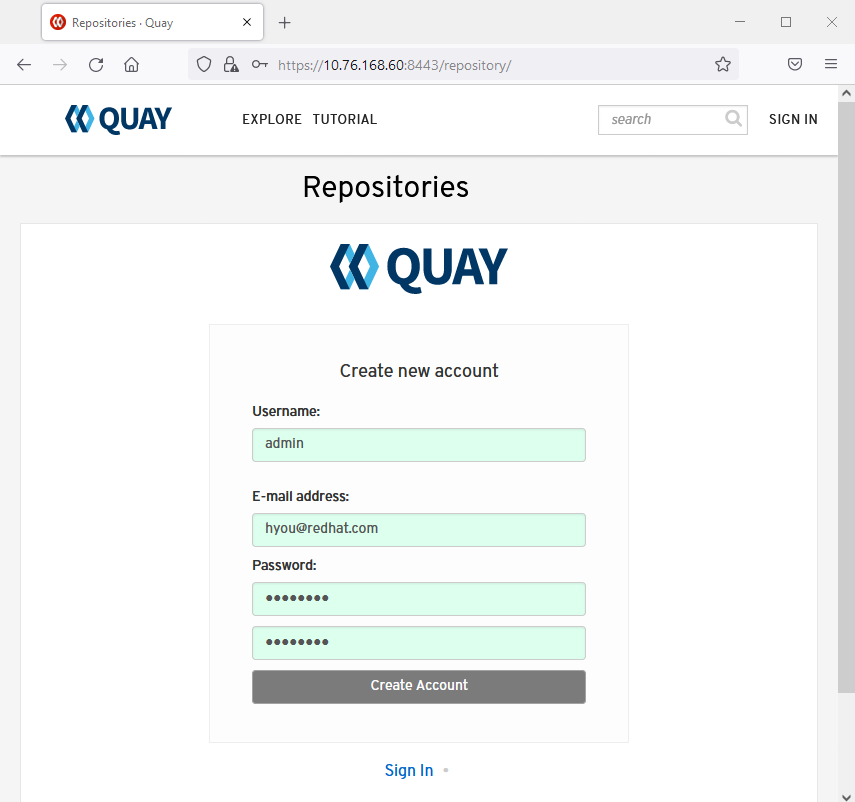 Repositories · Quay
https://10.76.168.60:8443/repository/
QUAY EXPLORE TUTORIAL search SIGN IN
Repositories
QUAY
Create new account
Username:
admin
E-mail address:
hyou@redhat.com
Password:
••••••••
••••••••
Create Account
Sign In